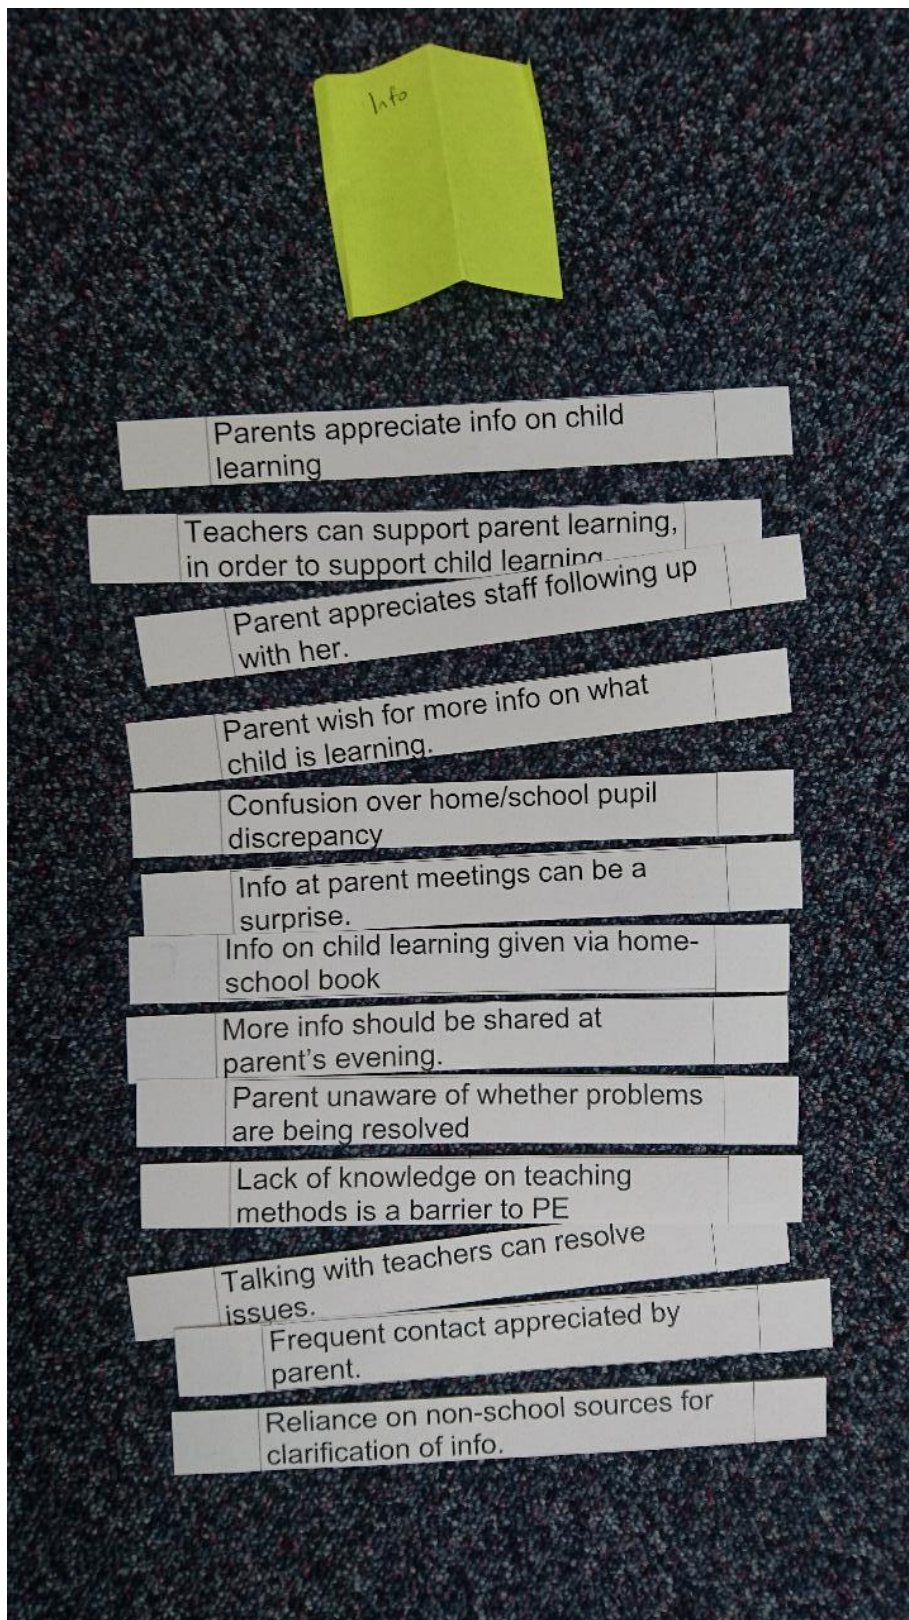 Info
Parents appreciate info on child
learning
Teachers can support parent learning,
in order to support child learning
Parent appreciates staff following up
with her.
Parent wish for more info on what
child is learning.
Confusion over home/school pupil
discrepancy
Info at parent meetings can be a
surprise.
Info on child learning given via home-
school book
More info should be shared at
parent's evening.
Parent unaware of whether problems
are being resolved
Lack of knowledge on teaching
methods is a barrier to PE
Talking with teachers can resolve
issues.
Frequent contact appreciated by
parent.
Reliance on non-school sources for
clarification of info.